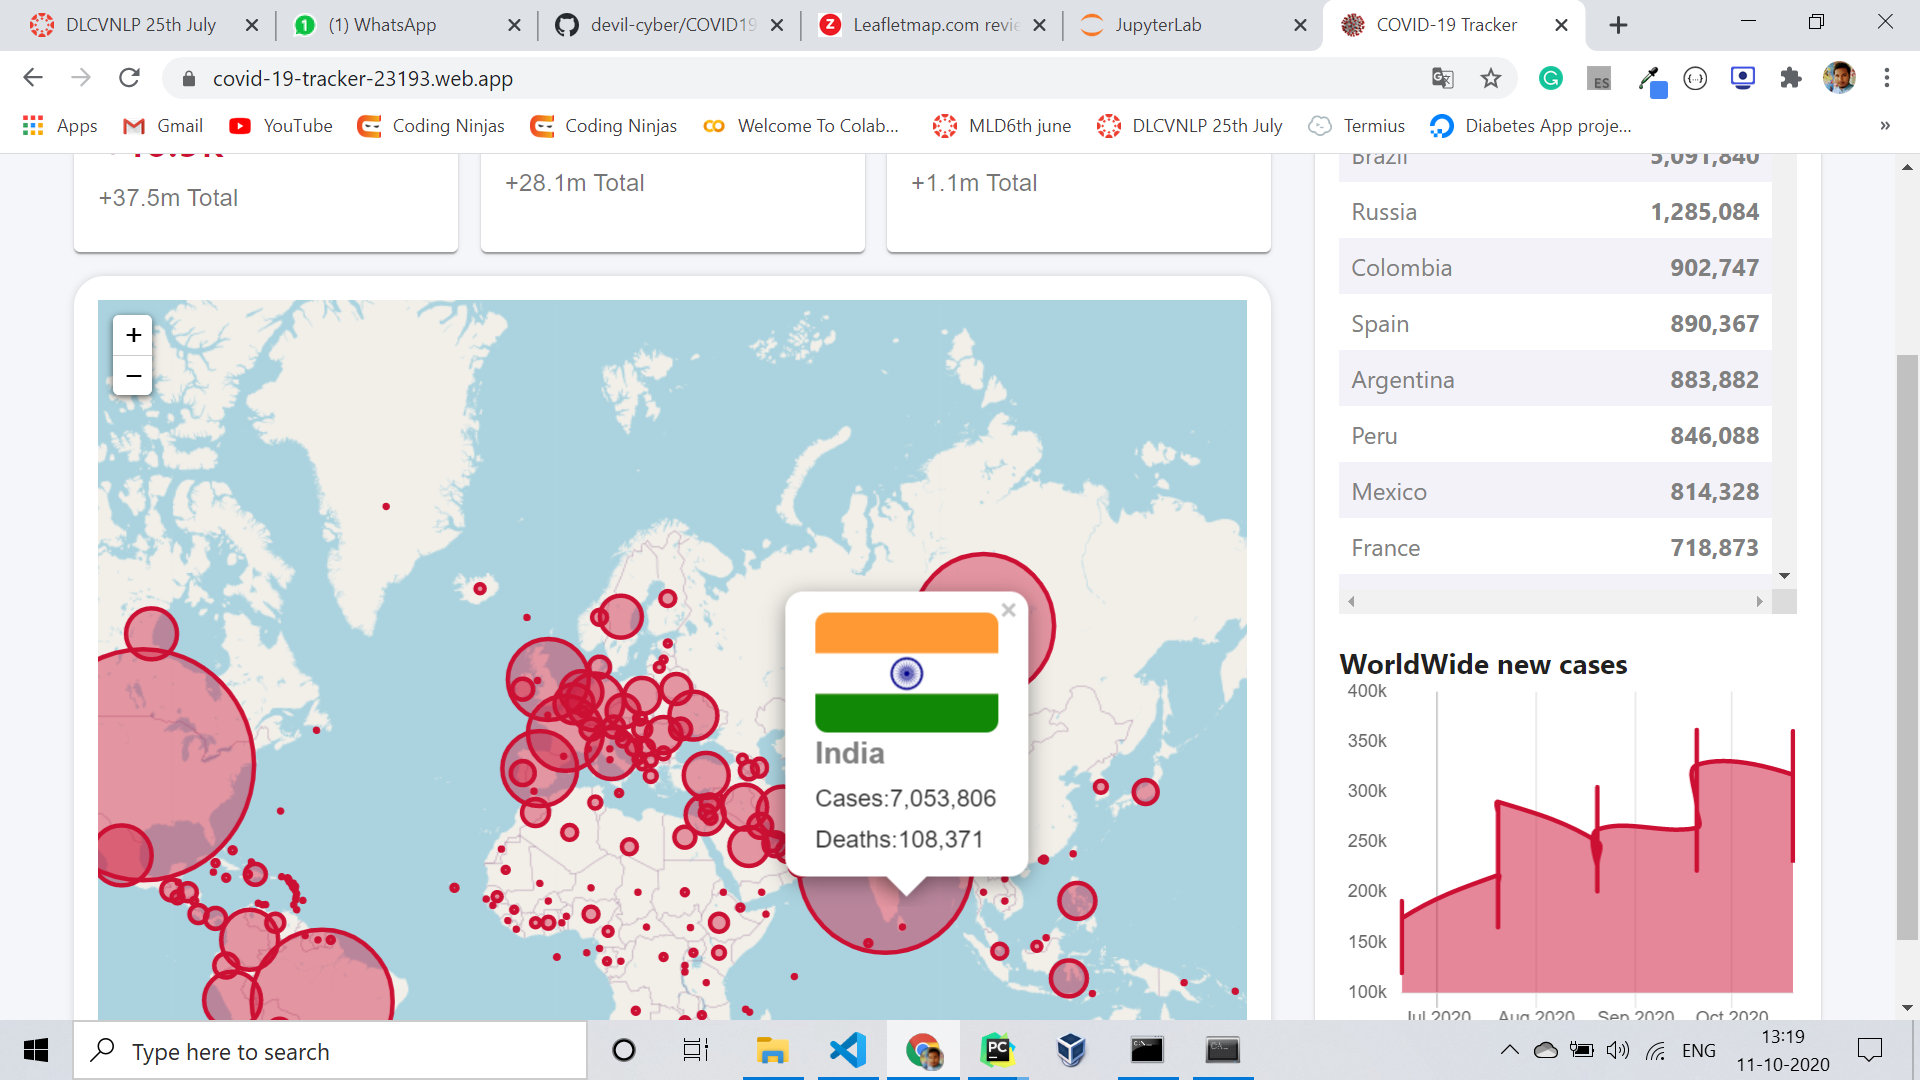 DLCVNLP 25th July
(1) WhatsApp
devil-cyber/COVID19
Leafletmap.com revie
JupyterLab
COVID-19 Tracker
covid-19-tracker-23193.web.app
Apps
Gmail
YouTube
Coding Ninjas
Coding Ninjas
Welcome To Colab...
MLD6th june
DLCVNLP 25th July
Termius
Diabetes App proje...
»
+37.5m Total
+28.1m Total
+1.1m Total
Brazil 5,091,840
Russia 1,285,084
Colombia 902,747
Spain 890,367
Argentina 883,882
Peru 846,088
Mexico 814,328
France 718,873
+
−
India
Cases:7,053,806
Deaths:108,371
WorldWide new cases
400k
350k
300k
250k
200k
150k
100k
Jul 2020 Aug 2020 Sep 2020 Oct 2020
Type here to search
ENG
13:19
11-10-2020